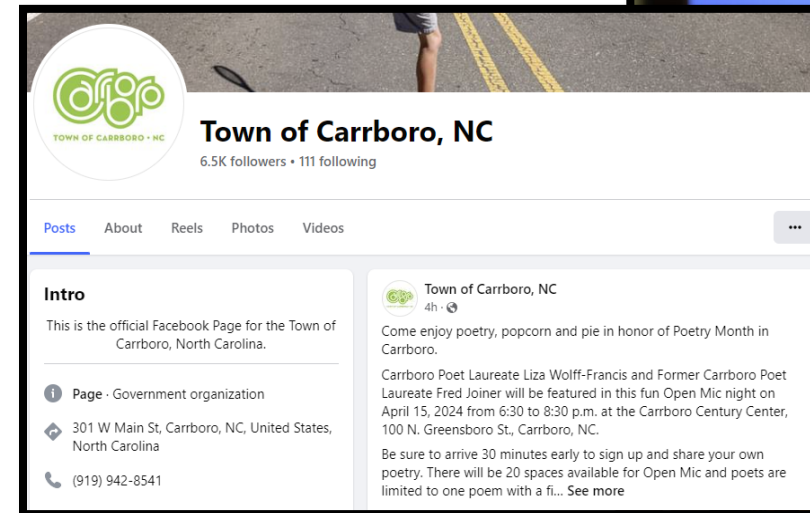 Carrboro
TOWN OF CARRBORO • NC
Town of Carrboro, NC
6.5K followers • 111 following
Posts
About
Reels
Photos
Videos
Intro
This is the official Facebook Page for the Town of
Carrboro, North Carolina.
Page · Government organization
301 W Main St, Carrboro, NC, United States,
North Carolina
(919) 942-8541
Town of Carrboro, NC
4h ·
Come enjoy poetry, popcorn and pie in honor of Poetry Month in
Carrboro.
Carrboro Poet Laureate Liza Wolff-Francis and Former Carrboro Poet
Laureate Fred Joiner will be featured in this fun Open Mic night on
April 15, 2024 from 6:30 to 8:30 p.m. at the Carrboro Century Center,
100 N. Greensboro St., Carrboro, NC.
Be sure to arrive 30 minutes early to sign up and share your own
poetry. There will be 20 spaces available for Open Mic and poets are
limited to one poem with a fi... See more